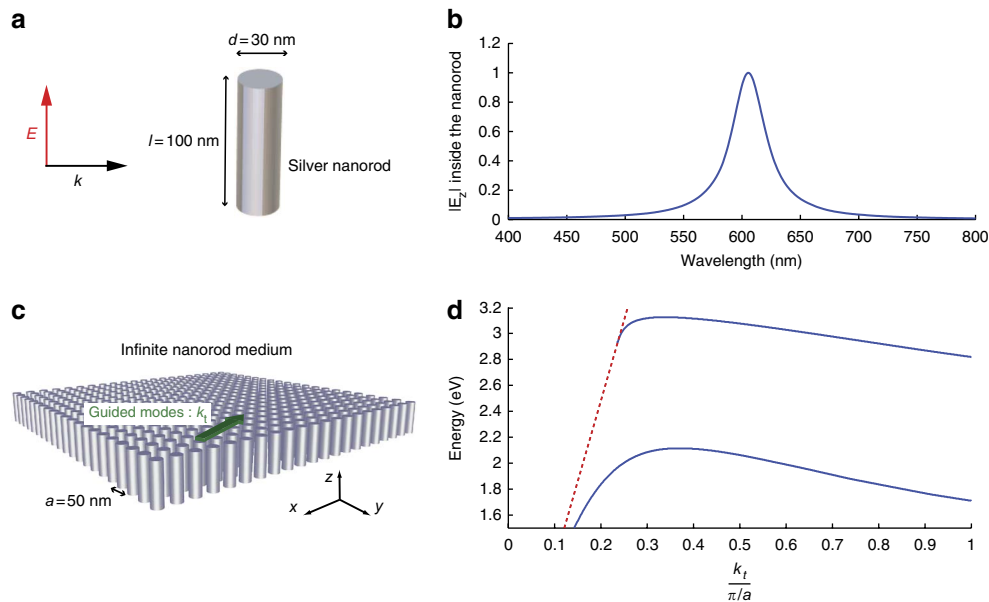 a
d = 30 nm
E
k
l = 100 nm
Silver nanorod
b
|E_z| inside the nanorod
1.2
1
0.8
0.6
0.4
0.2
0
400 450 500 550 600 650 700 750 800
Wavelength (nm)
c
Infinite nanorod medium
Guided modes : k_t
a = 50 nm
x
z
y
d
Energy (eV)
3.2
3
2.8
2.6
2.4
2.2
2
1.8
1.6
0 0.1 0.2 0.3 0.4 0.5 0.6 0.7 0.8 0.9 1
k_t
π/a